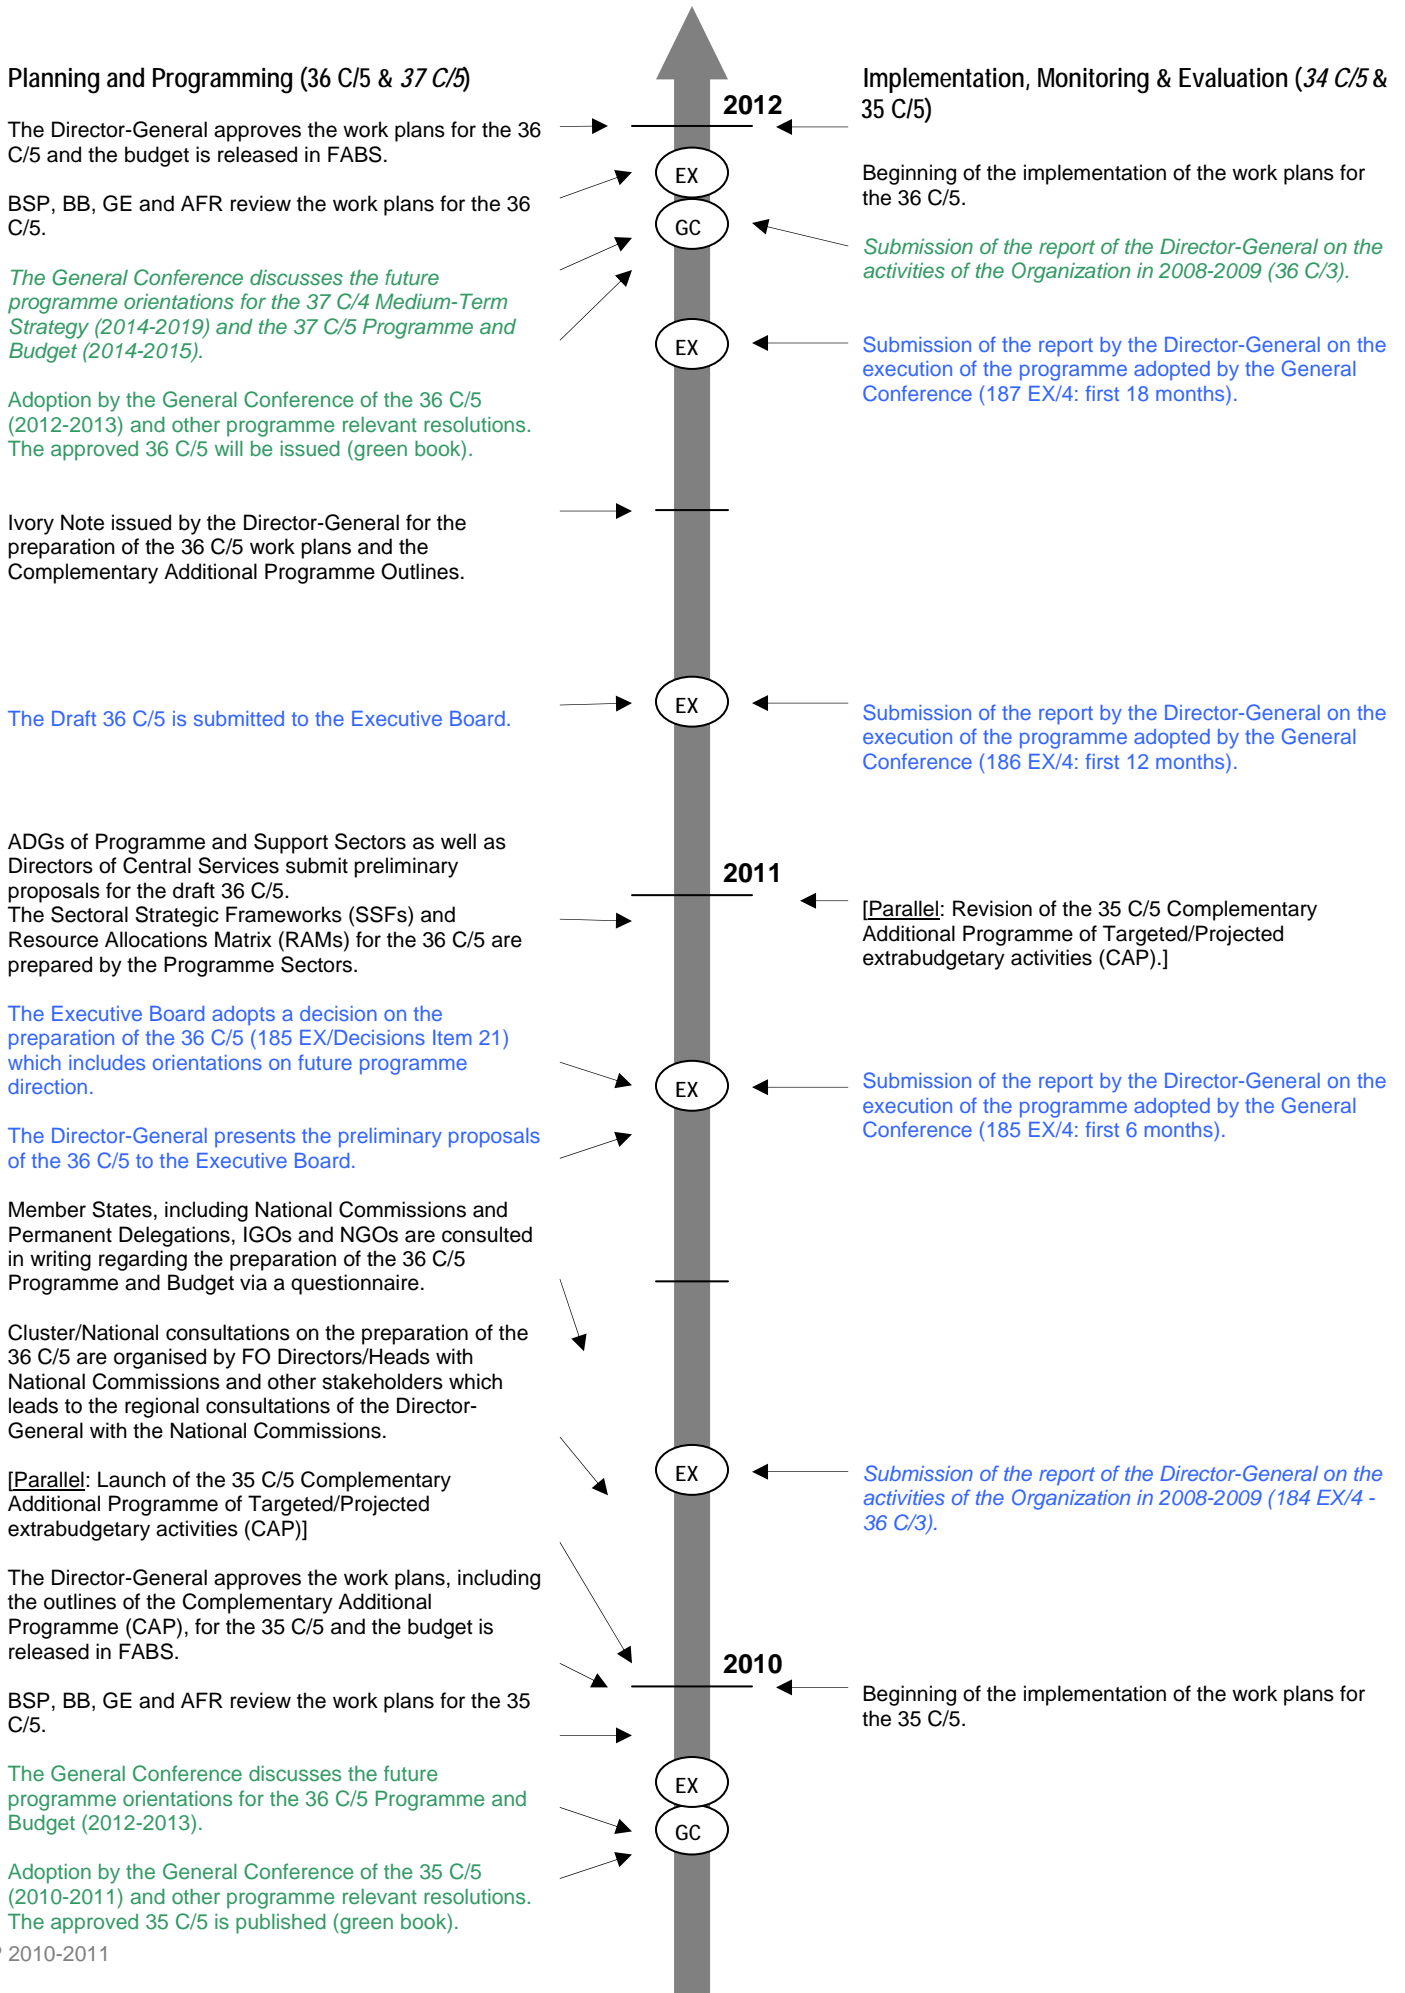 Planning and Programming (36 C/5 & 37 C/5)
The Director-General approves the work plans for the 36
C/5 and the budget is released in FABS.
BSP, BB, GE and AFR review the work plans for the 36
C/5.
The General Conference discusses the future
programme orientations for the 37 C/4 Medium-Term
Strategy (2014-2019) and the 37 C/5 Programme and
Budget (2014-2015).
Adoption by the General Conference of the 36 C/5
(2012-2013) and other programme relevant resolutions.
The approved 36 C/5 will be issued (green book).
Ivory Note issued by the Director-General for the
preparation of the 36 C/5 work plans and the
Complementary Additional Programme Outlines.
The Draft 36 C/5 is submitted to the Executive Board.
ADGs of Programme and Support Sectors as well as
Directors of Central Services submit preliminary
proposals for the draft 36 C/5.
The Sectoral Strategic Frameworks (SSFs) and
Resource Allocations Matrix (RAMs) for the 36 C/5 are
prepared by the Programme Sectors.
The Executive Board adopts a decision on the
preparation of the 36 C/5 (185 EX/Decisions Item 21)
which includes orientations on future programme
direction.
The Director-General presents the preliminary proposals
of the 36 C/5 to the Executive Board.
Member States, including National Commissions and
Permanent Delegations, IGOs and NGOs are consulted
in writing regarding the preparation of the 36 C/5
Programme and Budget via a questionnaire.
Cluster/National consultations on the preparation of the
36 C/5 are organised by FO Directors/Heads with
National Commissions and other stakeholders which
leads to the regional consultations of the Director-
General with the National Commissions.
[Parallel: Launch of the 35 C/5 Complementary
Additional Programme of Targeted/Projected
extrabudgetary activities (CAP)]
The Director-General approves the work plans, including
the outlines of the Complementary Additional
Programme (CAP), for the 35 C/5 and the budget is
released in FABS.
BSP, BB, GE and AFR review the work plans for the 35
C/5.
The General Conference discusses the future
programme orientations for the 36 C/5 Programme and
Budget (2012-2013).
Adoption by the General Conference of the 35 C/5
(2010-2011) and other programme relevant resolutions.
The approved 35 C/5 is published (green book).
2010-2011
2012
EX
GC
EX
EX
2011
EX
EX
2010
EX
GC
Implementation, Monitoring & Evaluation (34 C/5 &
35 C/5)
Beginning of the implementation of the work plans for
the 36 C/5.
Submission of the report of the Director-General on the
activities of the Organization in 2008-2009 (36 C/3).
Submission of the report by the Director-General on the
execution of the programme adopted by the General
Conference (187 EX/4: first 18 months).
Submission of the report by the Director-General on the
execution of the programme adopted by the General
Conference (186 EX/4: first 12 months).
[Parallel: Revision of the 35 C/5 Complementary
Additional Programme of Targeted/Projected
extrabudgetary activities (CAP).]
Submission of the report by the Director-General on the
execution of the programme adopted by the General
Conference (185 EX/4: first 6 months).
Submission of the report of the Director-General on the
activities of the Organization in 2008-2009 (184 EX/4 -
36 C/3).
Beginning of the implementation of the work plans for
the 35 C/5.